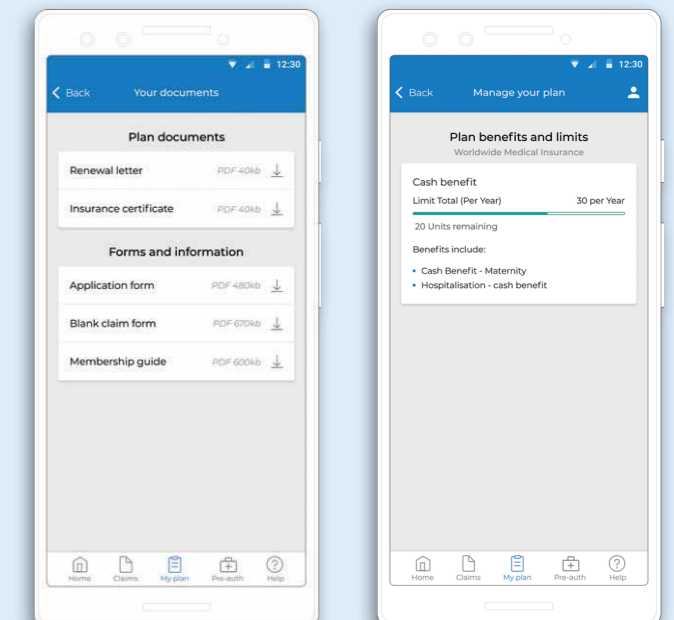 12:30
Back Your documents
Plan documents
Renewal letter PDF 40kb
Insurance certificate PDF 40kb
Forms and information
Application form PDF 480kb
Blank claim form PDF 670kb
Membership guide PDF 600kb
Home Claims My plan Pre-auth Help
12:30
Back Manage your plan
Plan benefits and limits
Worldwide Medical Insurance
Cash benefit
Limit Total (Per Year) 30 per Year
20 Units remaining
Benefits include:
• Cash Benefit - Maternity
• Hospitalisation - cash benefit
Home Claims My plan Pre-auth Help